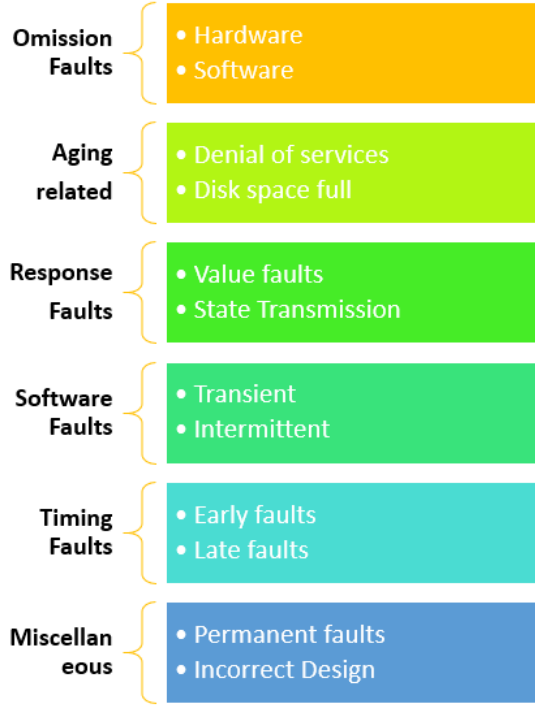 Omission
Faults
• Hardware
• Software
Aging
related
• Denial of services
• Disk space full
Response
Faults
• Value faults
• State Transmission
Software
Faults
• Transient
• Intermittent
Timing
Faults
• Early faults
• Late faults
Miscellan
eous
• Permanent faults
• Incorrect Design